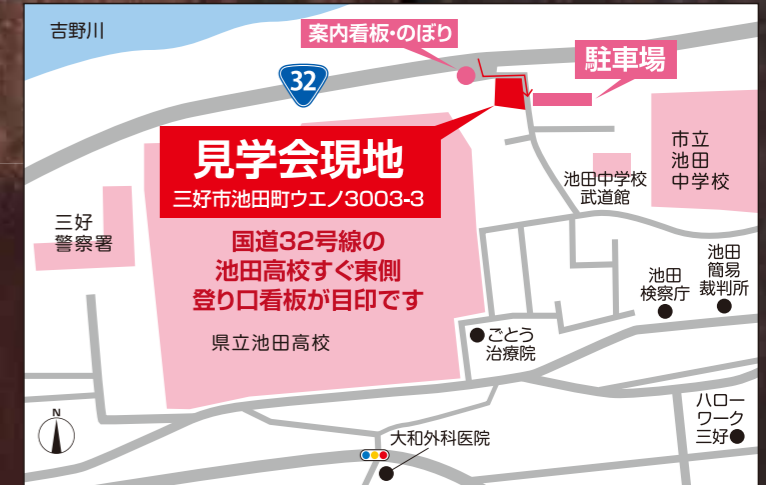 吉野川
案内看板・のぼり
32
駐車場
見学会現地
三好市池田町ウエノ3003-3
市立
池田
中学校
池田中学校
武道館
三好
警察署
国道32号線の
池田高校すぐ東側
登り口看板が目印です
県立池田高校
池田
簡易
裁判所
池田
検察庁
ごとう
治療院
ハロー
ワーク
三好
N
大和外科医院